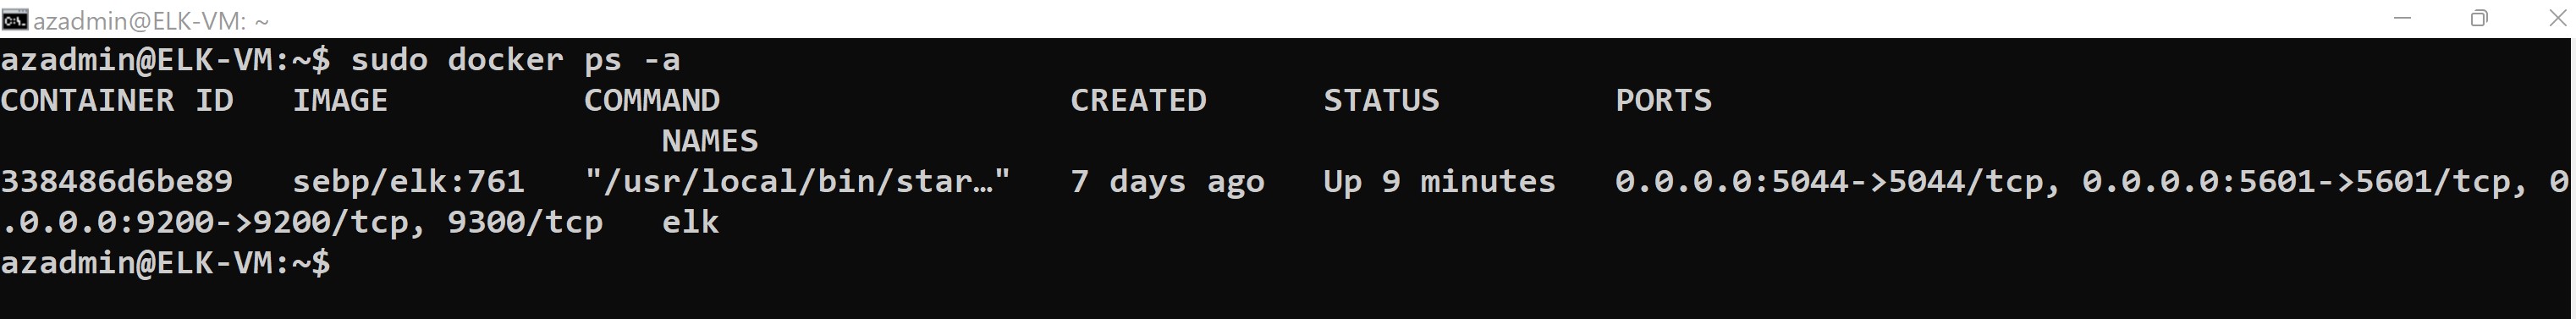 azadmin@ELK-VM: ~
azadmin@ELK-VM:~$ sudo docker ps -a
CONTAINER ID   IMAGE          COMMAND                  CREATED      STATUS         PORTS
                                  NAMES
338486d6be89   sebp/elk:761   "/usr/local/bin/star…"   7 days ago   Up 9 minutes   0.0.0.0:5044->5044/tcp, 0.0.0.0:5601->5601/tcp, 0
.0.0.0:9200->9200/tcp, 9300/tcp   elk
azadmin@ELK-VM:~$